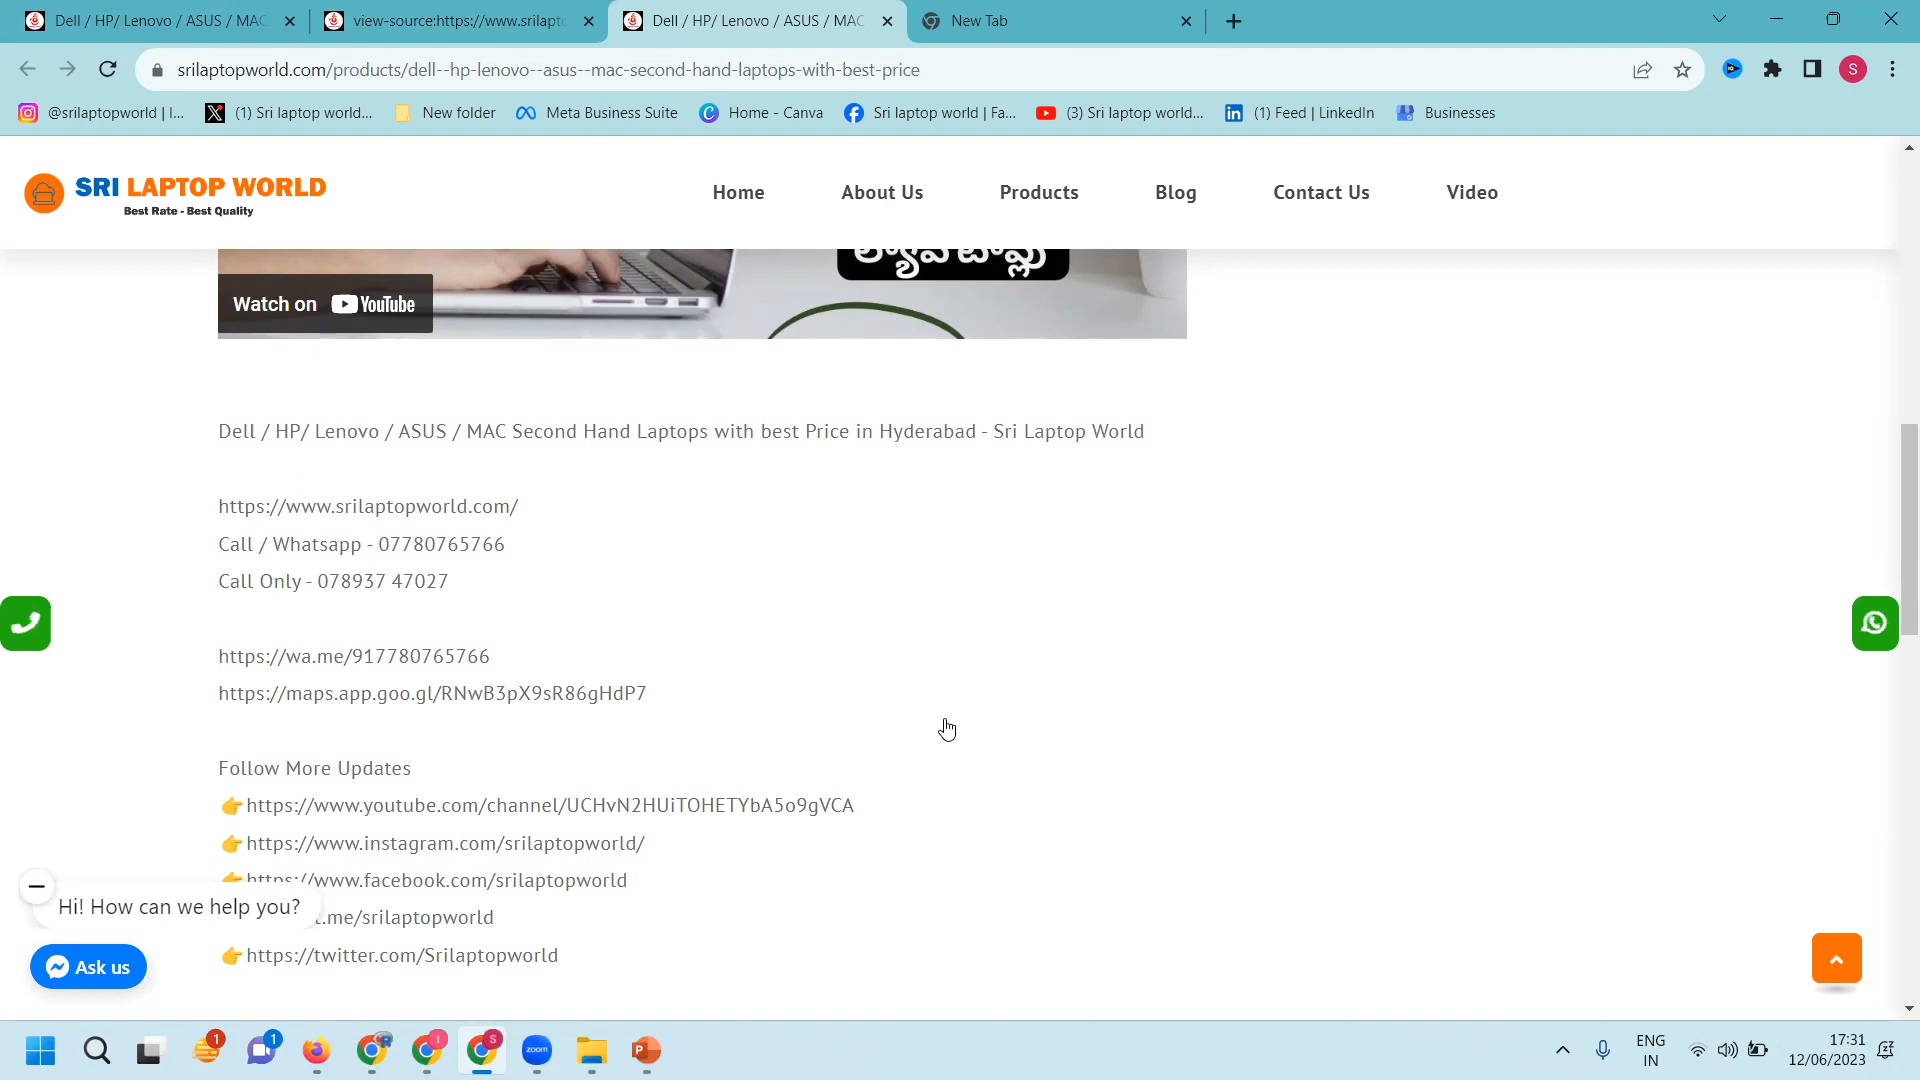 Dell / HP/ Lenovo / ASUS / MAC
view-source:https://www.srilapto
Dell / HP/ Lenovo / ASUS / MAC
New Tab
srilaptopworld.com/products/dell--hp-lenovo--asus--mac-second-hand-laptops-with-best-price
S
@srilaptopworld | I...
(1) Sri laptop world...
New folder
Meta Business Suite
Home - Canva
Sri laptop world | Fa...
(3) Sri laptop world...
(1) Feed | LinkedIn
Businesses
SRI LAPTOP WORLD
Best Rate - Best Quality
Home
About Us
Products
Blog
Contact Us
Video
ల్యాప్‌టాప్లు
Watch on YouTube
Dell / HP/ Lenovo / ASUS / MAC Second Hand Laptops with best Price in Hyderabad - Sri Laptop World
https://www.srilaptopworld.com/
Call / Whatsapp - 07780765766
Call Only - 078937 47027
https://wa.me/917780765766
https://maps.app.goo.gl/RNwB3pX9sR86gHdP7
Follow More Updates
👉https://www.youtube.com/channel/UCHvN2HUiTOHETYbA5o9gVCA
👉https://www.instagram.com/srilaptopworld/
👉https://www.facebook.com/srilaptopworld
t.me/srilaptopworld
👉https://twitter.com/Srilaptopworld
Hi! How can we help you?
Ask us
1
1
R
I
S
zoom
P
ENG
IN
17:31
12/06/2023